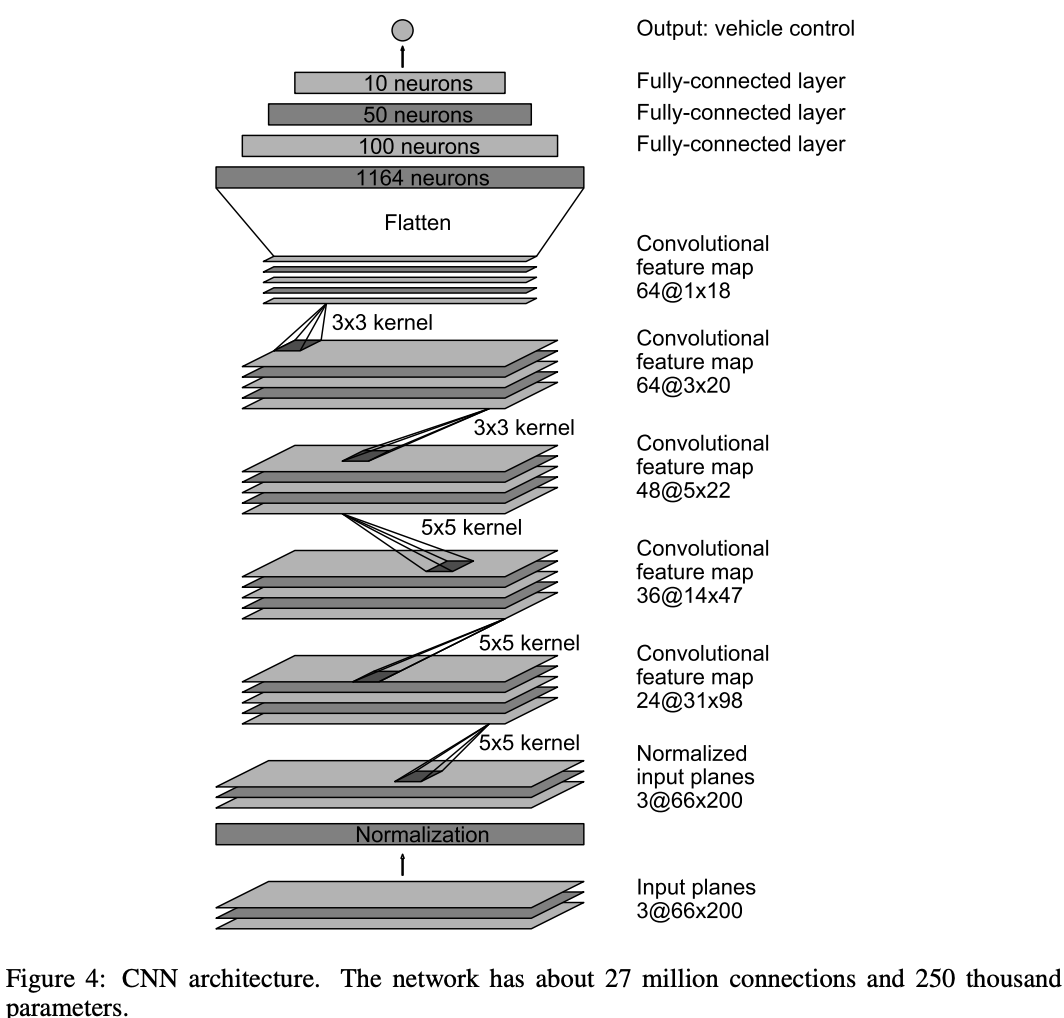 Output: vehicle control
10 neurons
Fully-connected layer
50 neurons
Fully-connected layer
100 neurons
Fully-connected layer
1164 neurons
Flatten
Convolutional
feature map
64@1x18
3x3 kernel
Convolutional
feature map
64@3x20
3x3 kernel
Convolutional
feature map
48@5x22
5x5 kernel
Convolutional
feature map
36@14x47
5x5 kernel
Convolutional
feature map
24@31x98
5x5 kernel
Normalized
input planes
3@66x200
Normalization
Input planes
3@66x200
Figure 4: CNN architecture. The network has about 27 million connections and 250 thousand
parameters.